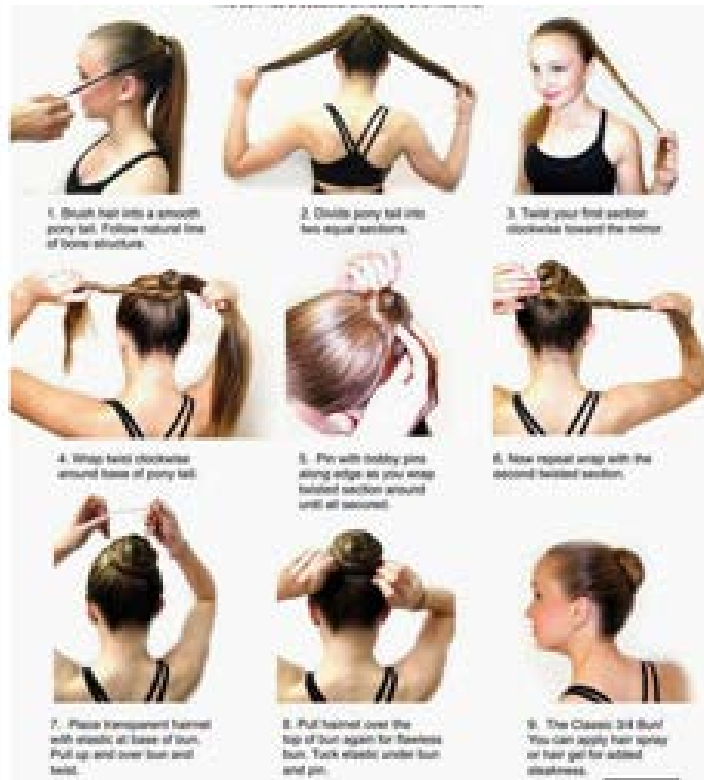 1. Brush hair into a smooth
pony tail. Follow natural line
of bone structure.
2. Divide pony tail into
two equal sections.
3. Twist your first section
clockwise toward the mirror.
4. Wrap twist clockwise
around base of pony tail.
5. Pin with bobby pins
along edge as you wrap
twisted section around
until all secured.
6. Now repeat wrap with the
second twisted section.
7. Place transparent hairnet
with elastic at base of bun.
Pull up and over bun and
twist.
8. Pull hairnet over the
top of bun again for flawless
bun. Tuck elastic under bun
and pin.
9. The Classic 3/4 Bun!
You can apply hair spray
or hair gel for added
sleekness.